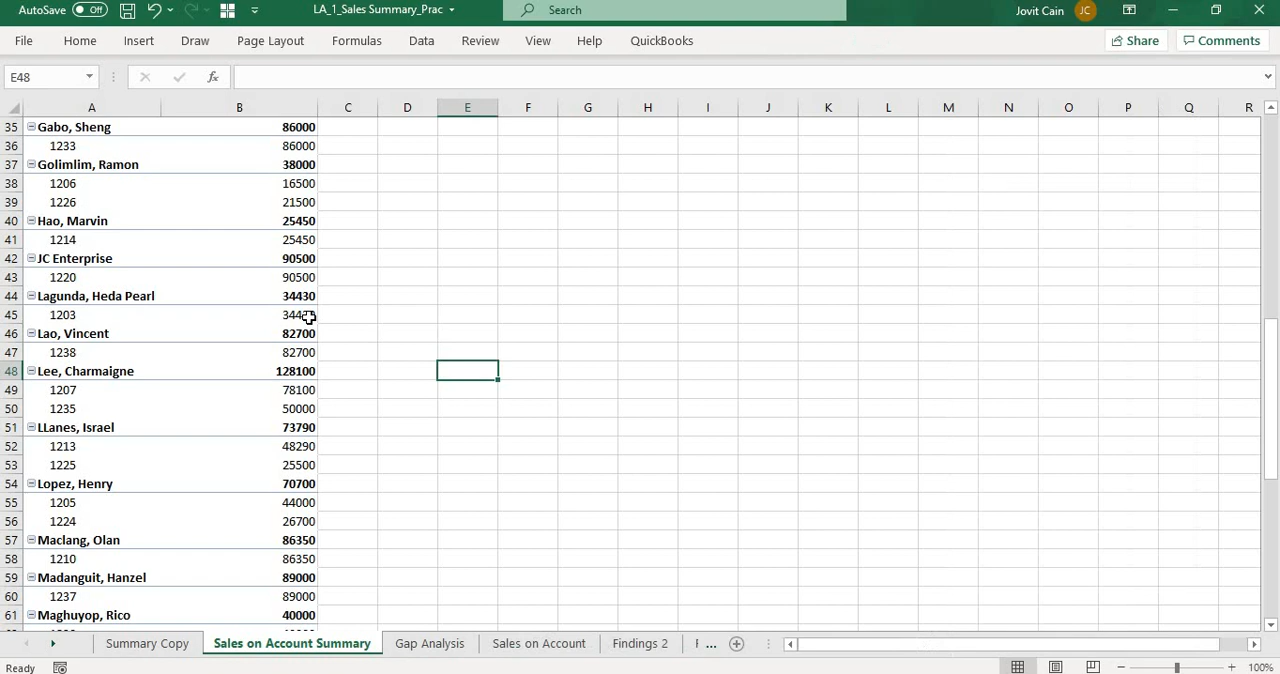 AutoSave Off LA_1_Sales Summary_Prac Search Jovit Cain JC
File Home Insert Draw Page Layout Formulas Data Review View Help QuickBooks Share Comments
E48 fx
A B C D E F G H I J K L M N O P Q R
35 Gabo, Sheng 86000
36 1233 86000
37 Golimlim, Ramon 38000
38 1206 16500
39 1226 21500
40 Hao, Marvin 25450
41 1214 25450
42 JC Enterprise 90500
43 1220 90500
44 Lagunda, Heda Pearl 34430
45 1203
46 Lao, Vincent 82700
47 1238 82700
48 Lee, Charmaigne 128100
49 1207 78100
50 1235 50000
51 LLanes, Israel 73790
52 1213 48290
53 1225 25500
54 Lopez, Henry 70700
55 1205 44000
56 1224 26700
57 Maclang, Olan 86350
58 1210 86350
59 Madanguit, Hanzel 89000
60 1237 89000
61 Maghuyop, Rico 40000
Summary Copy Sales on Account Summary Gap Analysis Sales on Account Findings 2 ...
Ready 100%